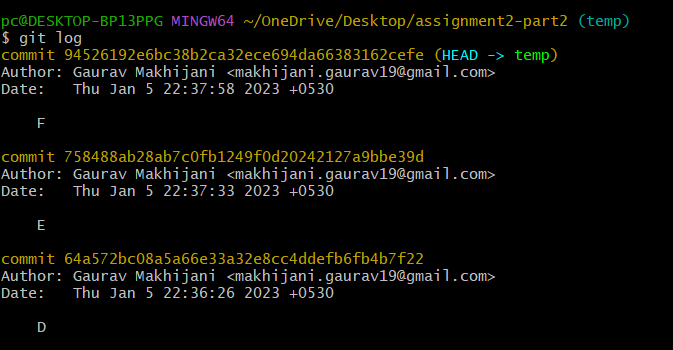 pc@DESKTOP-BP13PPG MINGW64 ~/OneDrive/Desktop/assignment2-part2 (temp)
$ git log
commit 94526192e6bc38b2ca32ece694da66383162cefe (HEAD -> temp)
Author: Gaurav Makhijani <makhijani.gaurav19@gmail.com>
Date:   Thu Jan 5 22:37:58 2023 +0530
    F
commit 758488ab28ab7c0fb1249f0d20242127a9bbe39d
Author: Gaurav Makhijani <makhijani.gaurav19@gmail.com>
Date:   Thu Jan 5 22:37:33 2023 +0530
    E
commit 64a572bc08a5a66e33a32e8cc4ddefb6fb4b7f22
Author: Gaurav Makhijani <makhijani.gaurav19@gmail.com>
Date:   Thu Jan 5 22:36:26 2023 +0530
    D